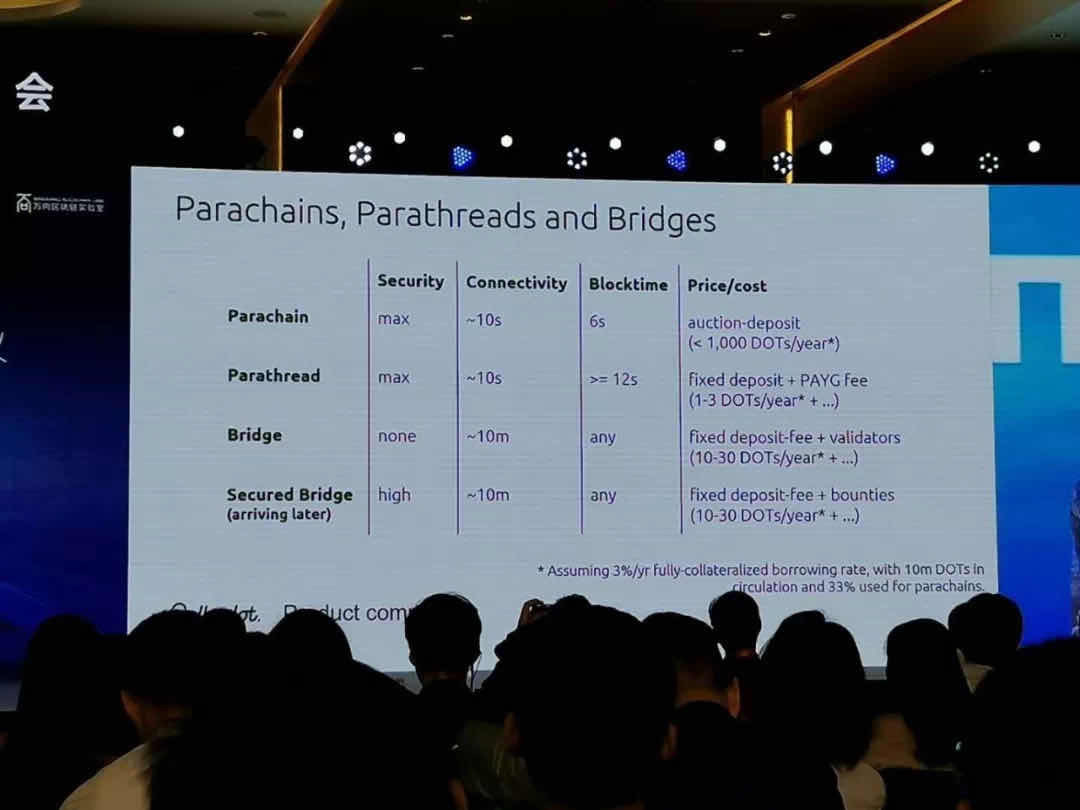 会
万向区块链实验室
Parachains, Parathreads and Bridges
Security Connectivity Blocktime Price/cost
Parachain max ~10s 6s auction-deposit
(< 1,000 DOTs/year*)
Parathread max ~10s >= 12s fixed deposit + PAYG fee
(1-3 DOTs/year* + ...)
Bridge none ~10m any fixed deposit-fee + validators
(10-30 DOTs/year* + ...)
Secured Bridge high ~10m any fixed deposit-fee + bounties
(arriving later) (10-30 DOTs/year* + ...)
* Assuming 3%/yr fully-collateralized borrowing rate, with 10m DOTs in
circulation and 33% used for parachains.